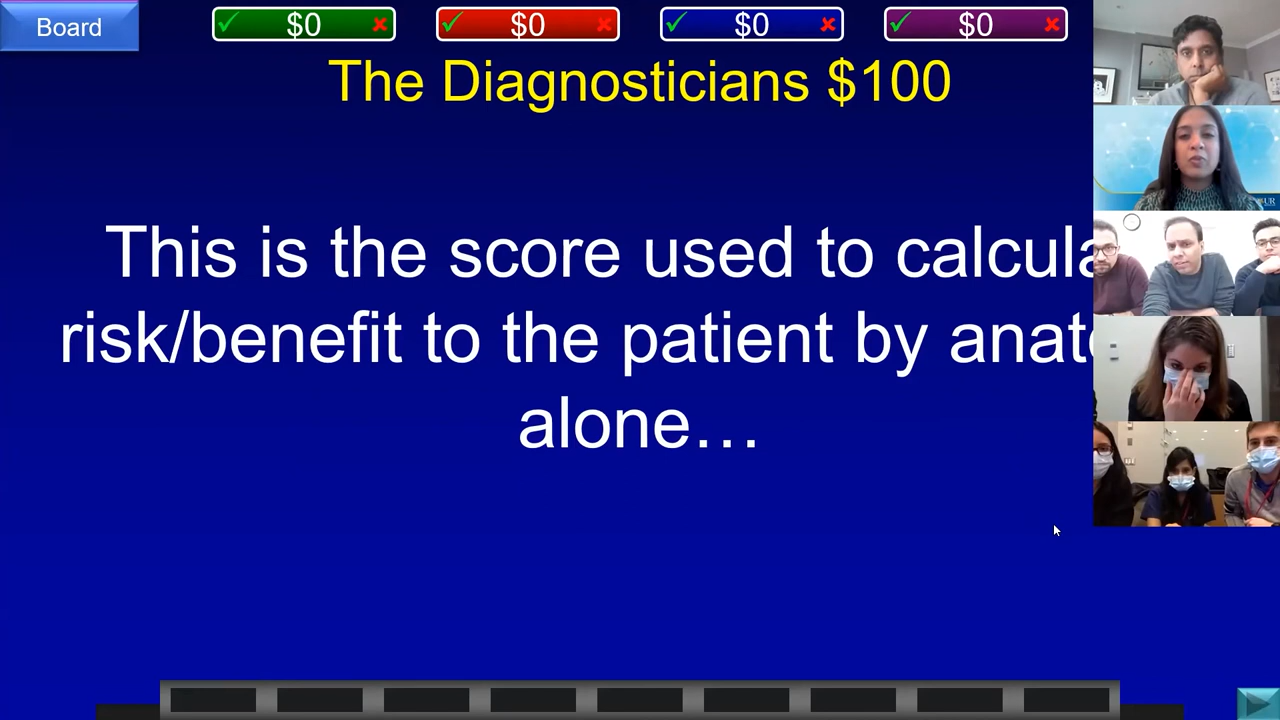 Board
$0 $0 $0 $0
The Diagnosticians $100
This is the score used to calcula
risk/benefit to the patient by anat
alone…